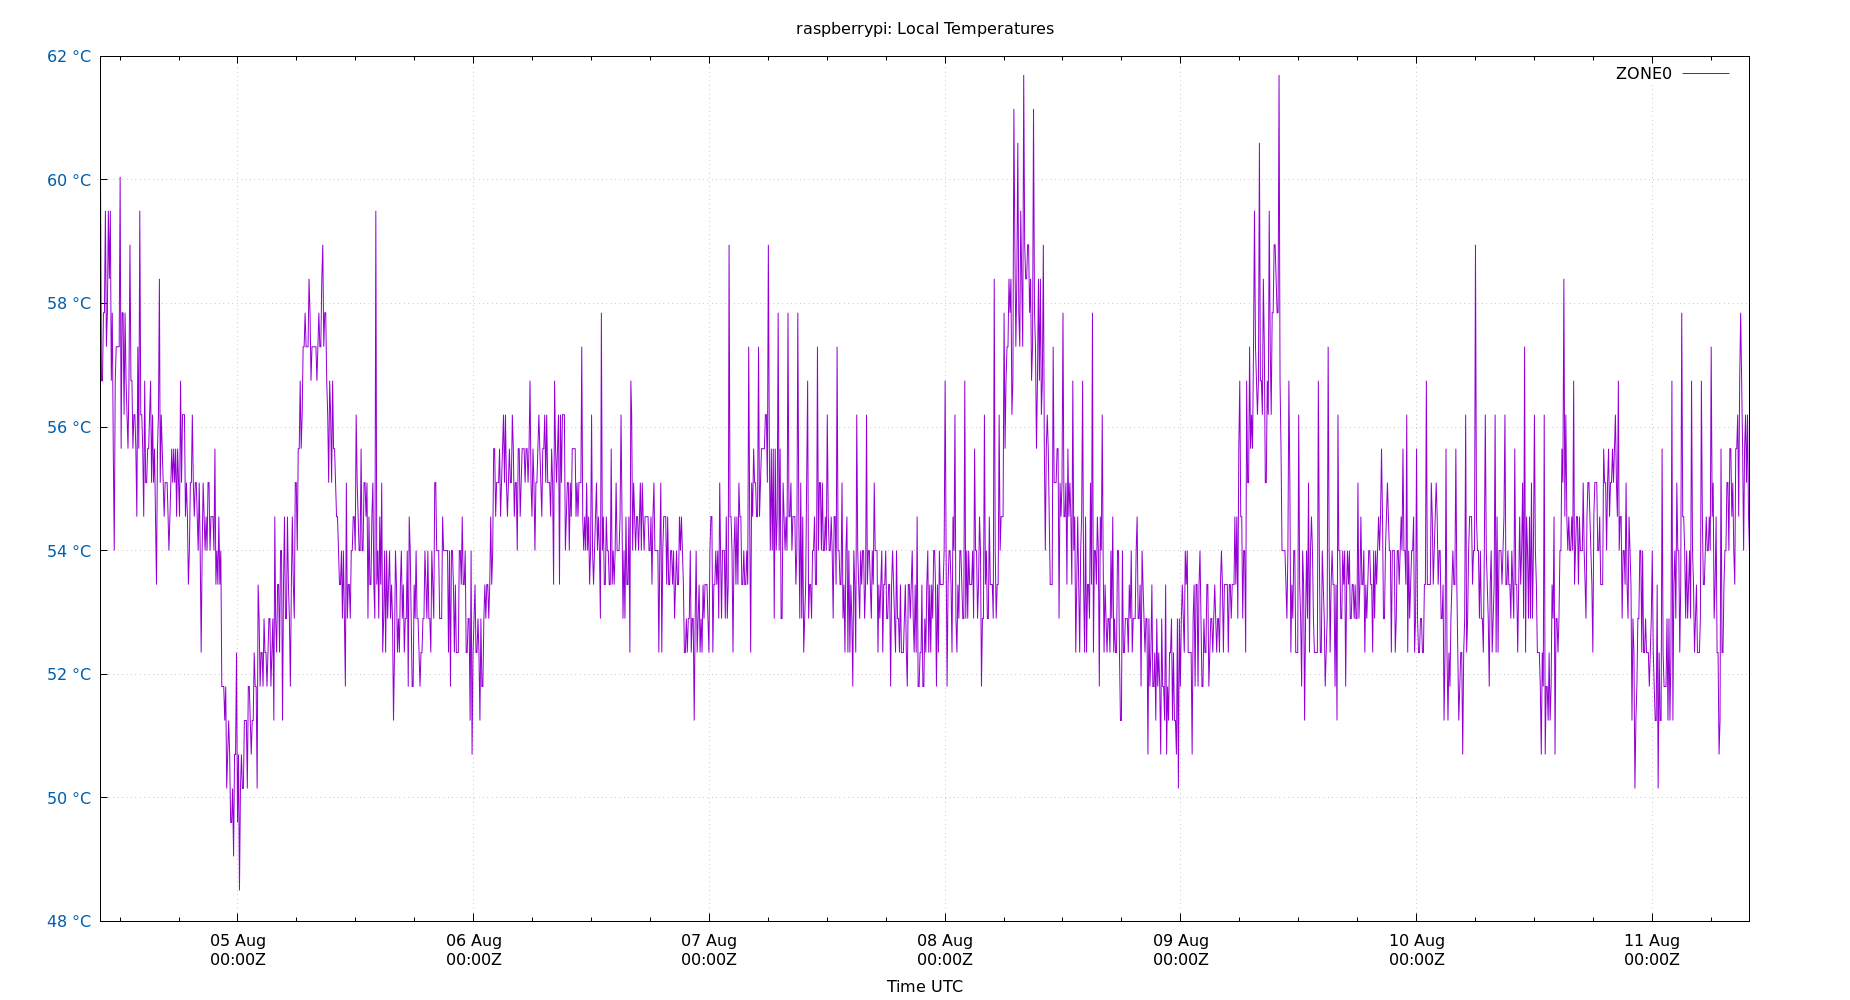 raspberrypi: Local Temperatures
62 °C
ZONE0
60 °C
58 °C
56 °C
54 °C
52 °C
50 °C
48 °C
05 Aug 06 Aug 07 Aug 08 Aug 09 Aug 10 Aug 11 Aug
00:00Z 00:00Z 00:00Z 00:00Z 00:00Z 00:00Z 00:00Z
Time UTC